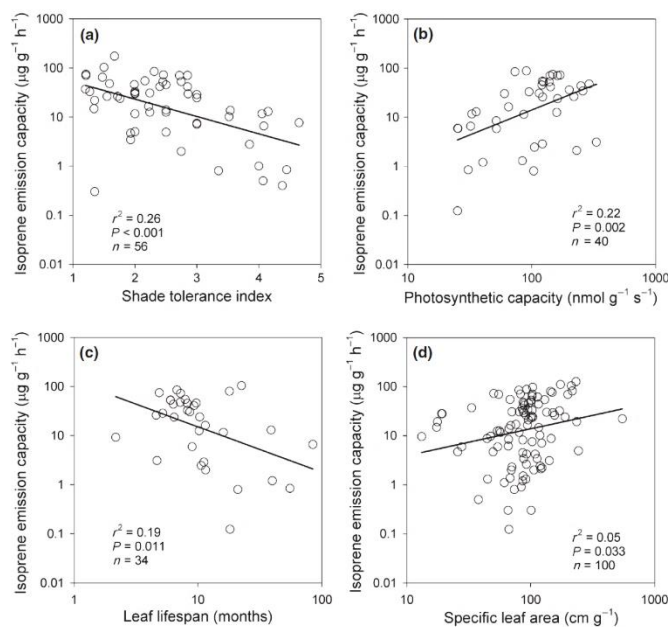 Isoprene emission capacity (µg g⁻¹ h⁻¹)
1000
100
10
1
0.1
0.01
(a)
r² = 0.26
P < 0.001
n = 56
1 2 3 4 5
Shade tolerance index
Isoprene emission capacity (µg g⁻¹ h⁻¹)
1000
100
10
1
0.1
0.01
(b)
r² = 0.22
P = 0.002
n = 40
10 100 1000
Photosynthetic capacity (nmol g⁻¹ s⁻¹)
Isoprene emission capacity (µg g⁻¹ h⁻¹)
1000
100
10
1
0.1
0.01
(c)
r² = 0.19
P = 0.011
n = 34
1 10 100
Leaf lifespan (months)
Isoprene emission capacity (µg g⁻¹ h⁻¹)
1000
100
10
1
0.1
0.01
(d)
r² = 0.05
P = 0.033
n = 100
10 100 1000
Specific leaf area (cm g⁻¹)